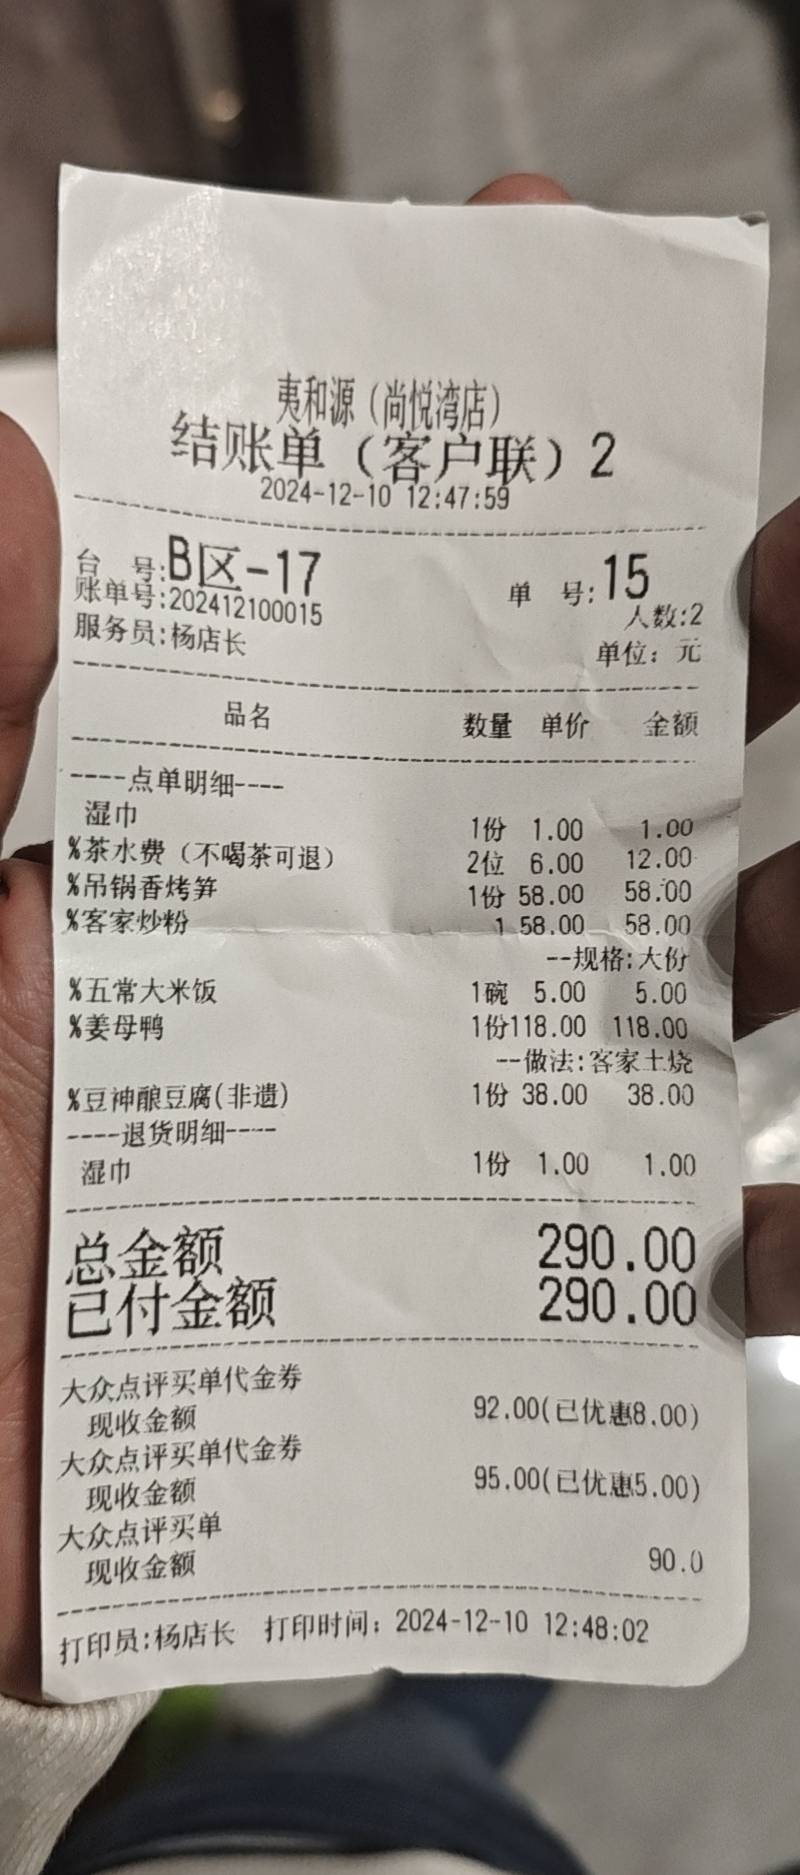 夷和源（尚悦湾店）
结账单（客户联）2
2024-12-10 12:47:59
台 号:B区-17 单 号:15
账单号:202412100015 人数:2
服务员:杨店长 单位：元
品名 数量 单价 金额
----点单明细----
湿巾 1份 1.00 1.00
%茶水费（不喝茶可退） 2位 6.00 12.00
%吊锅香烤笋 1份 58.00 58.00
%客家炒粉 1 58.00 58.00
--规格:大份
%五常大米饭 1碗 5.00 5.00
%姜母鸭 1份118.00 118.00
--做法:客家土烧
%豆神酿豆腐(非遗) 1份 38.00 38.00
----退货明细----
湿巾 1份 1.00 1.00
总金额 290.00
已付金额 290.00
大众点评买单代金券
现收金额 92.00(已优惠8.00)
大众点评买单代金券
现收金额 95.00(已优惠5.00)
大众点评买单
现收金额 90.0
打印员:杨店长 打印时间：2024-12-10 12:48:02